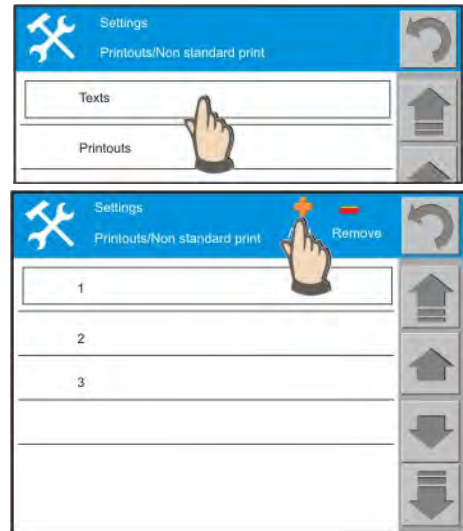 Settings
Printouts/Non standard print
Texts
Printouts
Settings
Printouts/Non standard print
Remove
1
2
3